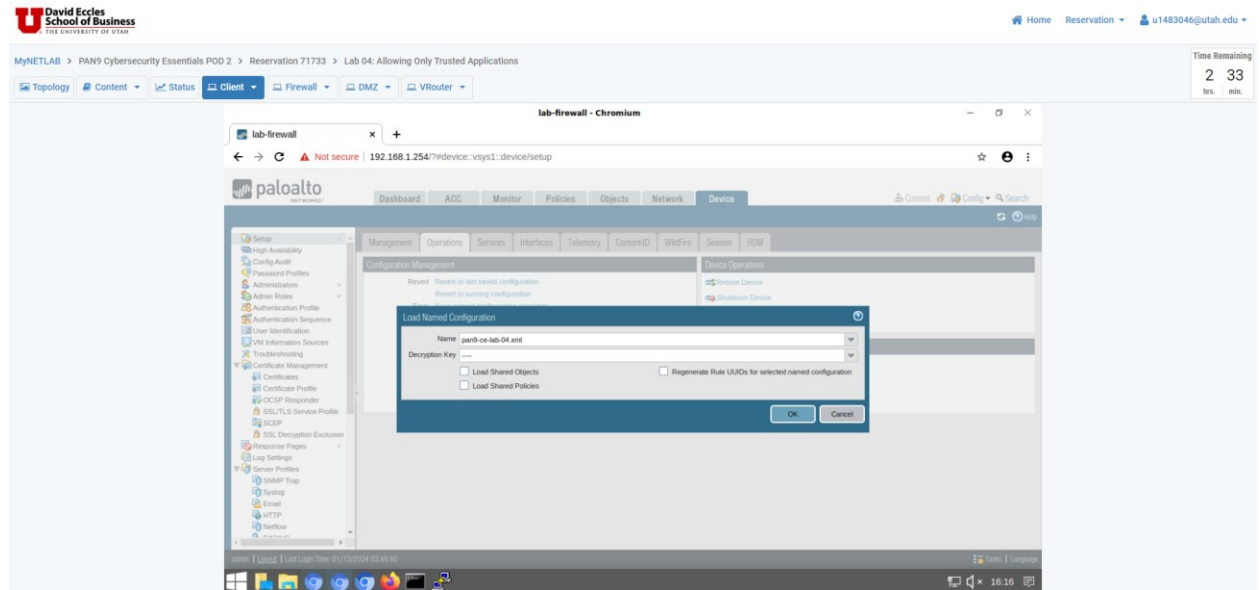 David Eccles
School of Business
THE UNIVERSITY OF UTAH
Home Reservation u1483046@utah.edu
MyNETLAB > PAN9 Cybersecurity Essentials POD 2 > Reservation 71733 > Lab 04: Allowing Only Trusted Applications
Time Remaining
2 33
hrs. min.
Topology Content Status Client Firewall DMZ VRouter
lab-firewall - Chromium
lab-firewall
Not secure 192.168.1.254/?#device::vsys1::device/setup
paloalto
Dashboard ACC Monitor Policies Objects Network Device
Commit Config Search
Help
Setup
High Availability
Config Audit
Password Profiles
Administrators
Admin Roles
Authentication Profile
Authentication Sequence
User Identification
VM Information Sources
Troubleshooting
Certificate Management
Certificates
Certificate Profile
OCSP Responder
SSL/TLS Service Profile
SCEP
SSL Decryption Exclusion
Response Pages
Log Settings
Server Profiles
SNMP Trap
Syslog
Email
HTTP
Netflow
Management Operations Services Interfaces Telemetry Content-ID WildFire Session HSM
Configuration Management
Revert Revert to last saved configuration
Revert to running configuration
Device Operations
Reboot Device
Shutdown Device
Load Named Configuration
Name pan9-ce-lab-04.xml
Decryption Key ----
Load Shared Objects
Regenerate Rule UUIDs for selected named configuration
Load Shared Policies
OK Cancel
admin | Logout | Last Login Time: 01/13/2024 03:46:40
Tasks | Language
16:16